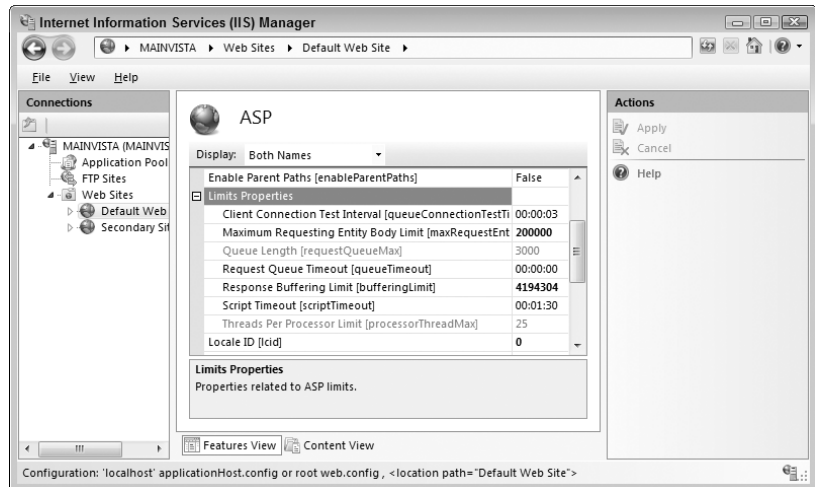 Internet Information Services (IIS) Manager
MAINVISTA Web Sites Default Web Site
File View Help
Connections
MAINVISTA (MAINVIS
Application Pool
FTP Sites
Web Sites
Default Web
Secondary Sit
ASP
Display: Both Names
Enable Parent Paths [enableParentPaths] False
Limits Properties
Client Connection Test Interval [queueConnectionTestTi 00:00:03
Maximum Requesting Entity Body Limit [maxRequestEnt 200000
Queue Length [requestQueueMax] 3000
Request Queue Timeout [queueTimeout] 00:00:00
Response Buffering Limit [bufferingLimit] 4194304
Script Timeout [scriptTimeout] 00:01:30
Threads Per Processor Limit [processorThreadMax] 25
Locale ID [lcid] 0
Limits Properties
Properties related to ASP limits.
Features View Content View
Actions
Apply
Cancel
Help
Configuration: 'localhost' applicationHost.config or root web.config , <location path="Default Web Site">